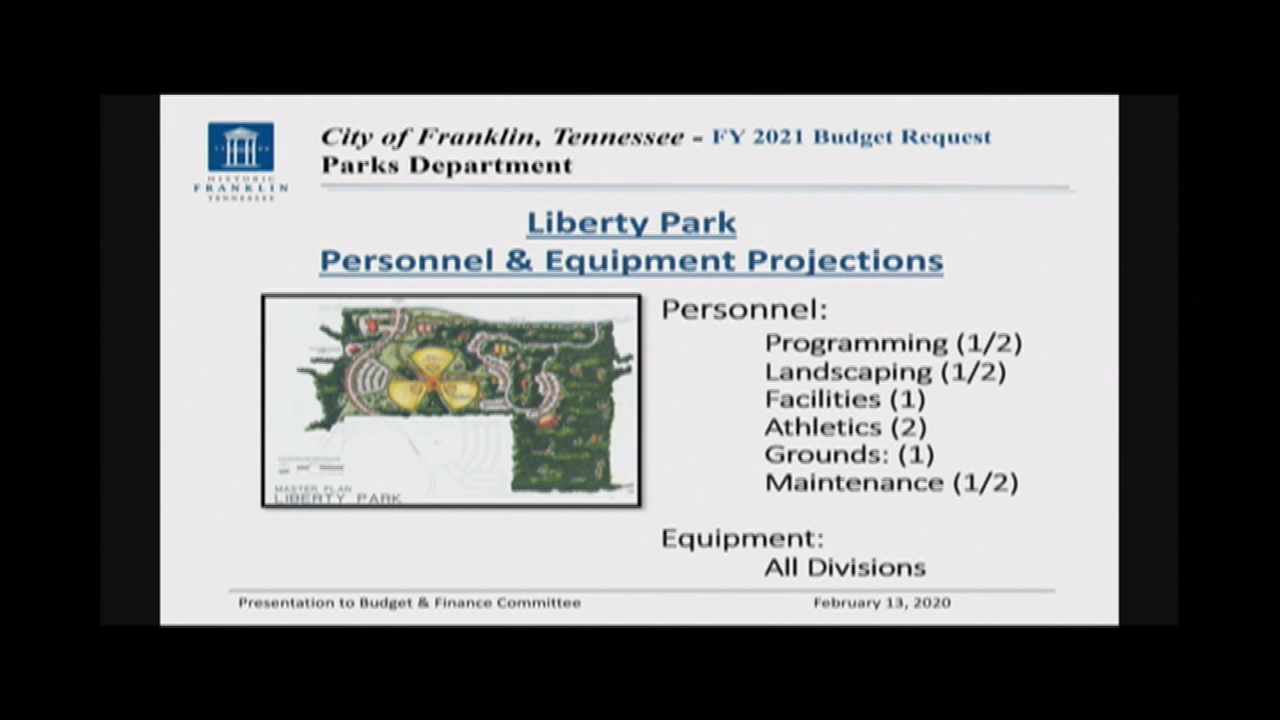 City of Franklin, Tennessee - FY 2021 Budget Request
Parks Department
HISTORIC
FRANKLIN
TENNESSEE
Liberty Park
Personnel & Equipment Projections
MASTER PLAN
LIBERTY PARK
Personnel:
Programming (1/2)
Landscaping (1/2)
Facilities (1)
Athletics (2)
Grounds: (1)
Maintenance (1/2)
Equipment:
All Divisions
Presentation to Budget & Finance Committee
February 13, 2020